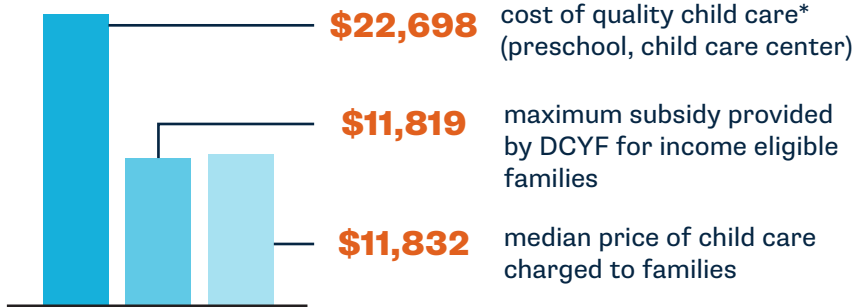 $22,698
cost of quality child care*
(preschool, child care center)
$11,819
maximum subsidy provided
by DCYF for income eligible
families
$11,832
median price of child care
charged to families